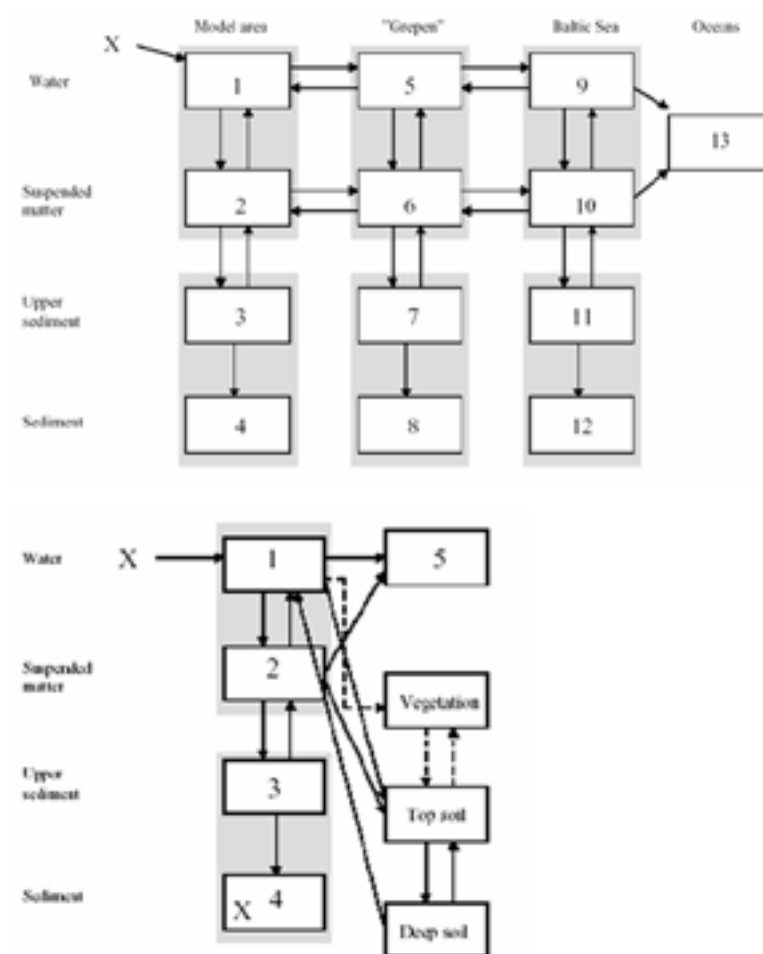 Model area "Grepen" Baltic Sea Oceans
X
Water 1 5 9
13
Suspended
matter 2 6 10
Upper
sediment 3 7 11
Sediment 4 8 12
Water X 1 5
Suspended
matter 2
Vegetation
Upper
sediment 3
Top soil
Sediment X 4
Deep soil